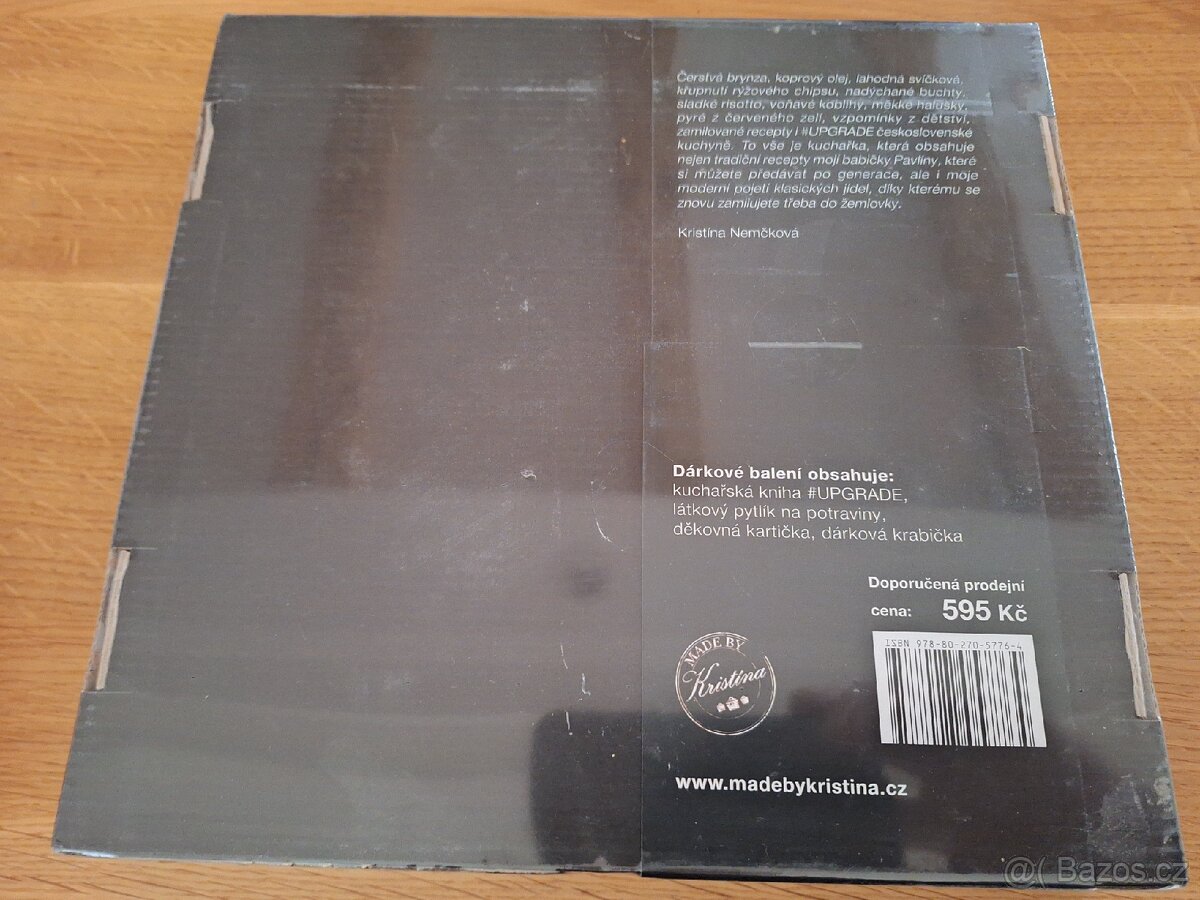 Čerstvá brynza, koprový olej, lahodná svíčková,
křupnutí rýžového chipsu, nadýchané buchty,
sladké risotto, voňavé koblihy, měkké halušky,
pyré z červeného zelí, vzpomínky z dětství,
zamilované recepty i #UPGRADE československé
kuchyně. To vše je kuchařka, která obsahuje
nejen tradiční recepty mojí babičky Pavlíny, které
si můžete předávat po generace, ale i moje
moderní pojetí klasických jídel, díky kterému se
znovu zamilujete třeba do žemlovky.
Kristína Nemčková
Dárkové balení obsahuje:
kuchařská kniha #UPGRADE,
látkový pytlík na potraviny,
děkovná kartička, dárková krabička
Doporučená prodejní
cena: 595 Kč
ISBN 978-80-270-5776-4
MADE BY
Kristína
www.madebykristina.cz
@( Bazos.cz